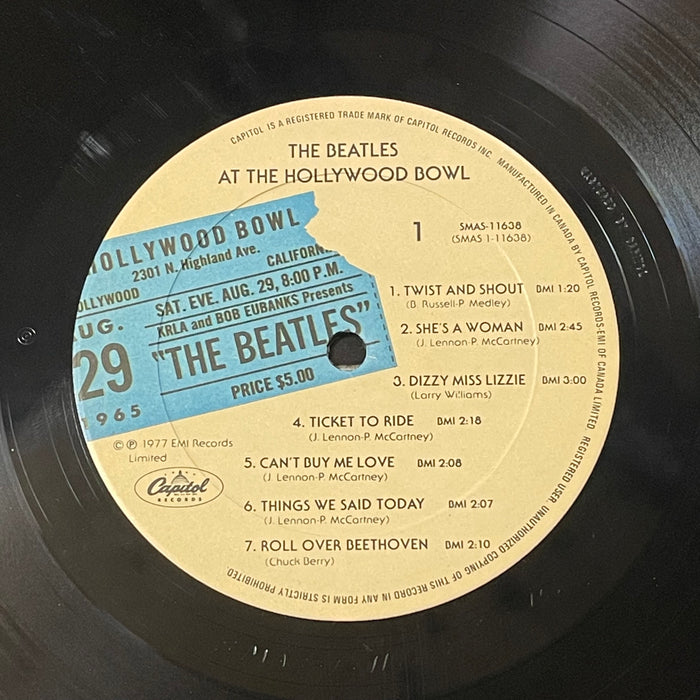 CAPITOL IS A REGISTERED TRADE MARK OF CAPITOL RECORDS INC. MANUFACTURED IN CANADA BY CAPITOL RECORDS-EMI OF CANADA LIMITED. REGISTERED USER. UNAUTHORIZED COPYING OF THIS RECORD IN ANY FORM IS STRICTLY PROHIBITED.
THE BEATLES
AT THE HOLLYWOOD BOWL
HOLLYWOOD BOWL
2301 N. Highland Ave.
OLLYWOOD CALIFORN
SAT. EVE. AUG. 29, 8:00 P.M.
UG.
KRLA and BOB EUBANKS Presents
29
"THE BEATLES"
1965
PRICE $5.00
1
SMAS-11638
(SMAS 1-11638)
1. TWIST AND SHOUT BMI 1:20
(B. Russell-P. Medley)
2. SHE'S A WOMAN BMI 2:45
(J. Lennon-P. McCartney)
3. DIZZY MISS LIZZIE BMI 3:00
(Larry Williams)
4. TICKET TO RIDE BMI 2:18
(J. Lennon-P. McCartney)
5. CAN'T BUY ME LOVE BMI 2:08
(J. Lennon-P. McCartney)
6. THINGS WE SAID TODAY BMI 2:07
(J. Lennon-P. McCartney)
7. ROLL OVER BEETHOVEN BMI 2:10
(Chuck Berry)
© ℗ 1977 EMI Records
Limited
Capitol
RECORDS